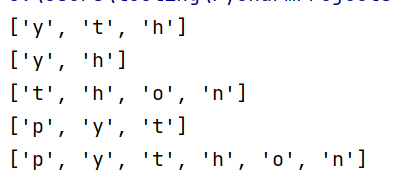 ['y', 't', 'h']
['y', 'h']
['t', 'h', 'o', 'n']
['p', 'y', 't']
['p', 'y', 't', 'h', 'o', 'n']